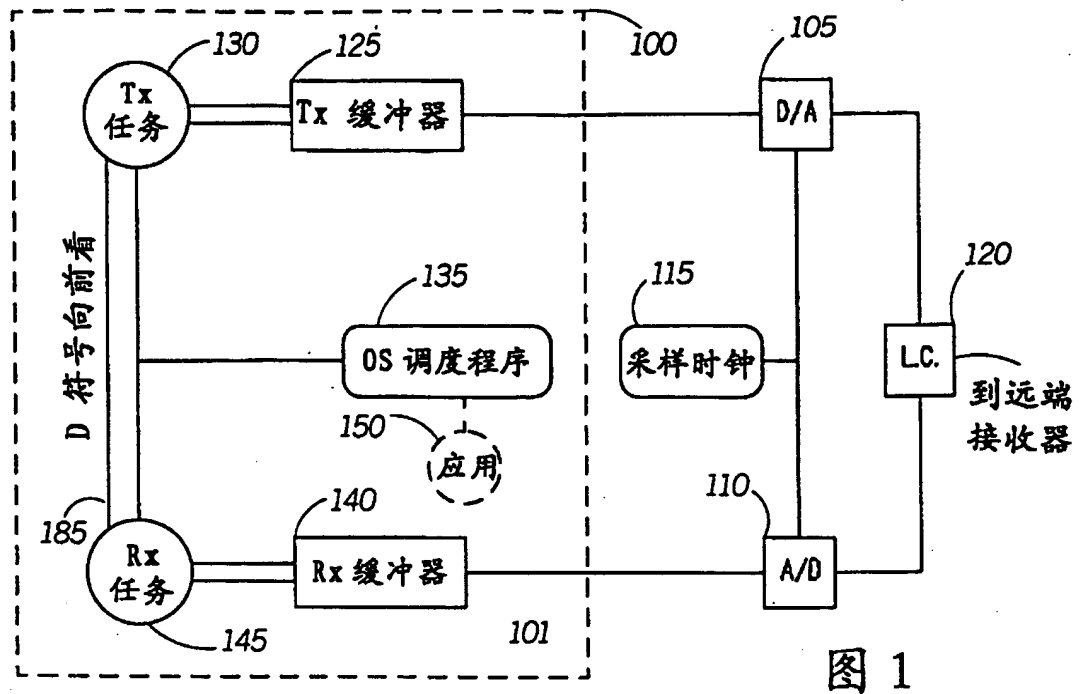 130
125
100
105
Tx
任务
Tx 缓冲器
D/A
D 符号向前看
135
115
120
OS 调度程序
采样时钟
L.C.
到远端
接收器
150
应用
185
140
110
Rx
任务
Rx 缓冲器
A/D
145
101
图 1